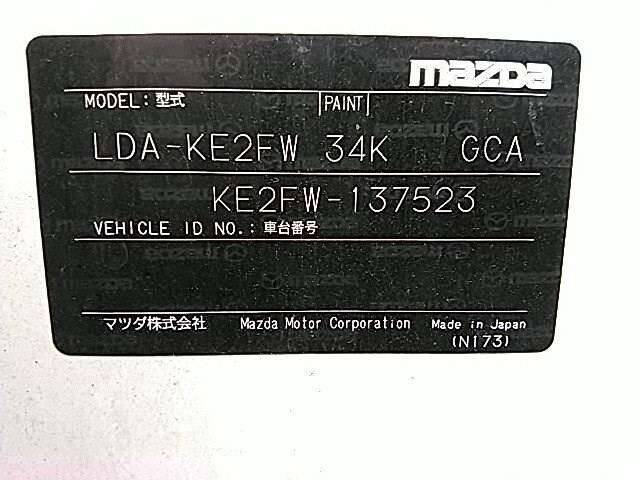 mazda
MODEL: 型式 |PAINT|
LDA-KE2FW 34K GCA
KE2FW-137523
VEHICLE ID NO.: 車台番号
マツダ株式会社 Mazda Motor Corporation Made in Japan
(N173)